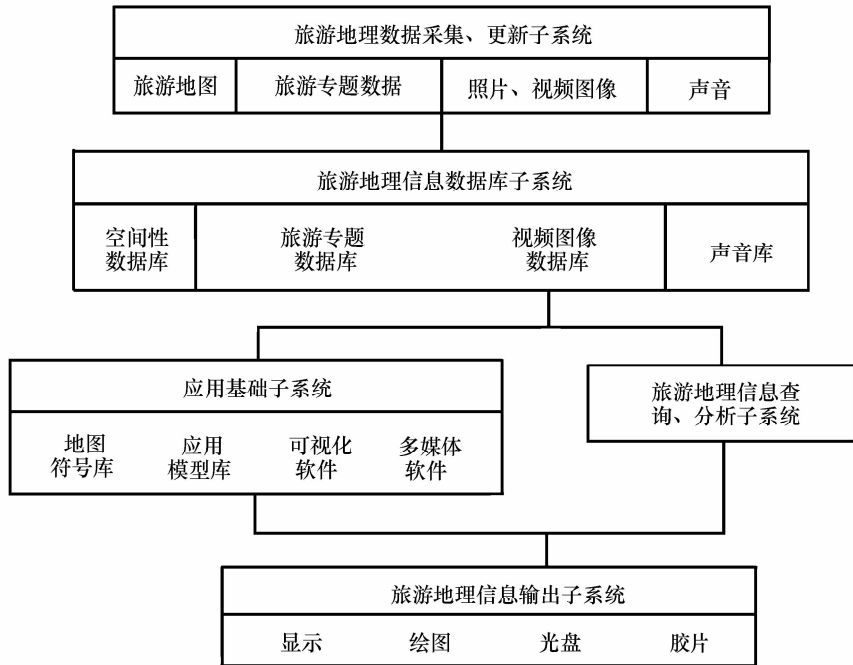 旅游地理数据采集、更新子系统
旅游地图 旅游专题数据 照片、视频图像 声音
旅游地理信息数据库子系统
空间性 旅游专题 视频图像
数据库 数据库 数据库 声音库
应用基础子系统
地图 应用 可视化 多媒体
符号库 模型库 软件 软件
旅游地理信息查
询、分析子系统
旅游地理信息输出子系统
显示 绘图 光盘 胶片